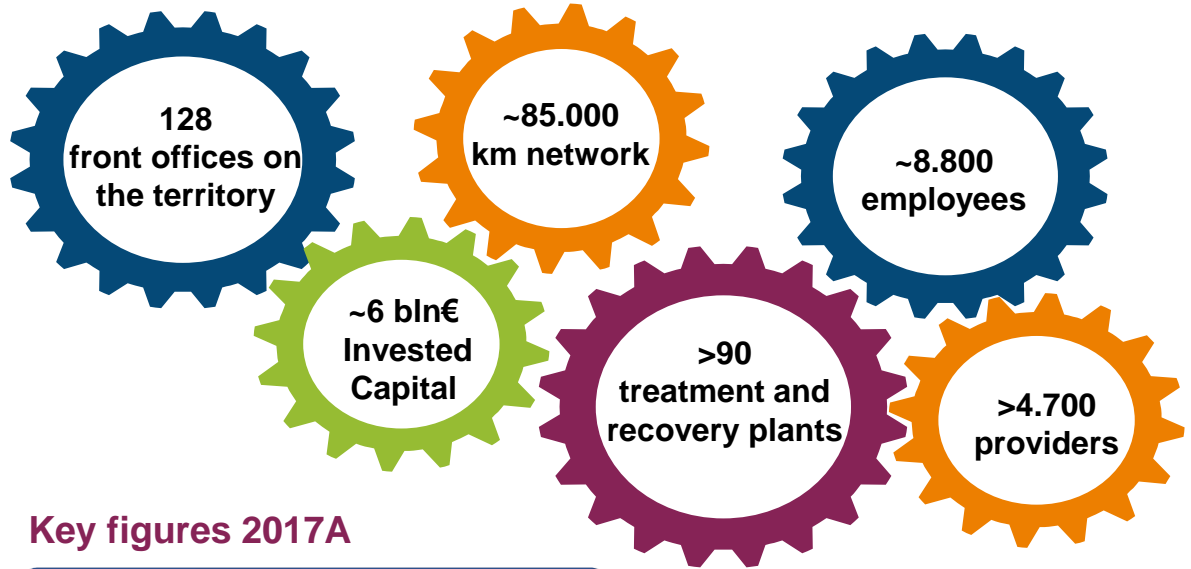 128
front offices on
the territory
~85.000
km network
~8.800
employees
~6 bln€
Invested
Capital
>90
treatment and
recovery plants
>4.700
providers
Key figures 2017A